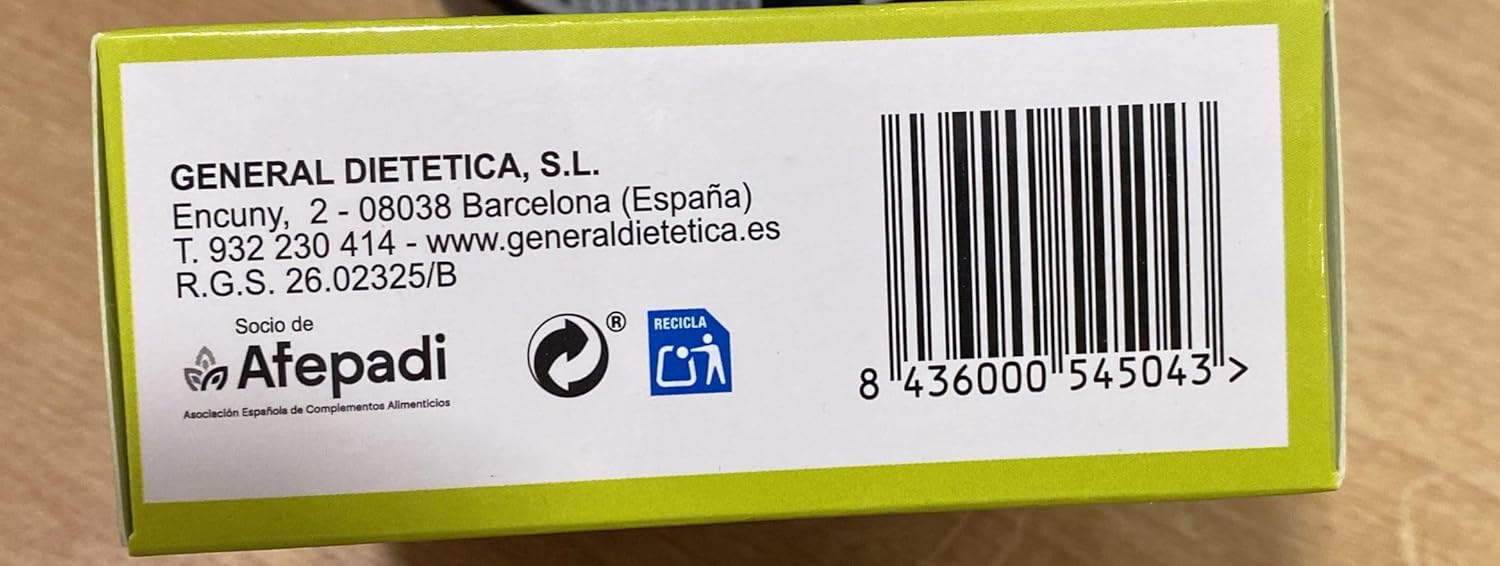 GENERAL DIETETICA, S.L.
Encuny, 2 - 08038 Barcelona (España)
T. 932 230 414 - www.generaldietetica.es
R.G.S. 26.02325/B
Socio de
Afepadi
Asociación Española de Complementos Alimenticios
®
RECICLA
8 436000 545043 >